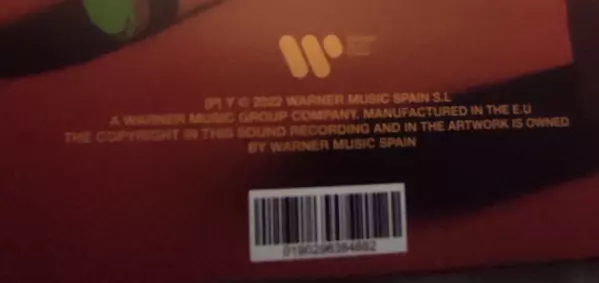 (P) Y © 2022 WARNER MUSIC SPAIN S.L
A WARNER MUSIC GROUP COMPANY. MANUFACTURED IN THE E.U
THE COPYRIGHT IN THIS SOUND RECORDING AND IN THE ARTWORK IS OWNED
BY WARNER MUSIC SPAIN
0190296384882